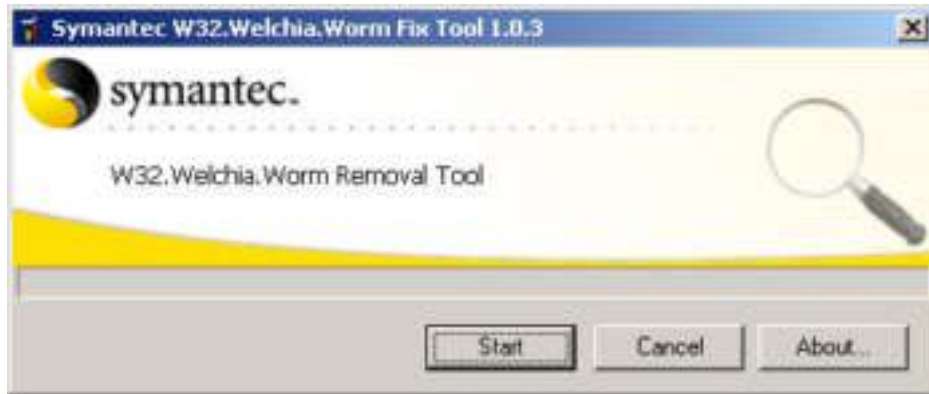 Symantec W32.Welchia.Worm Fix Tool 1.0.3
symantec.
W32.Welchia.Worm Removal Tool
Start Cancel About...